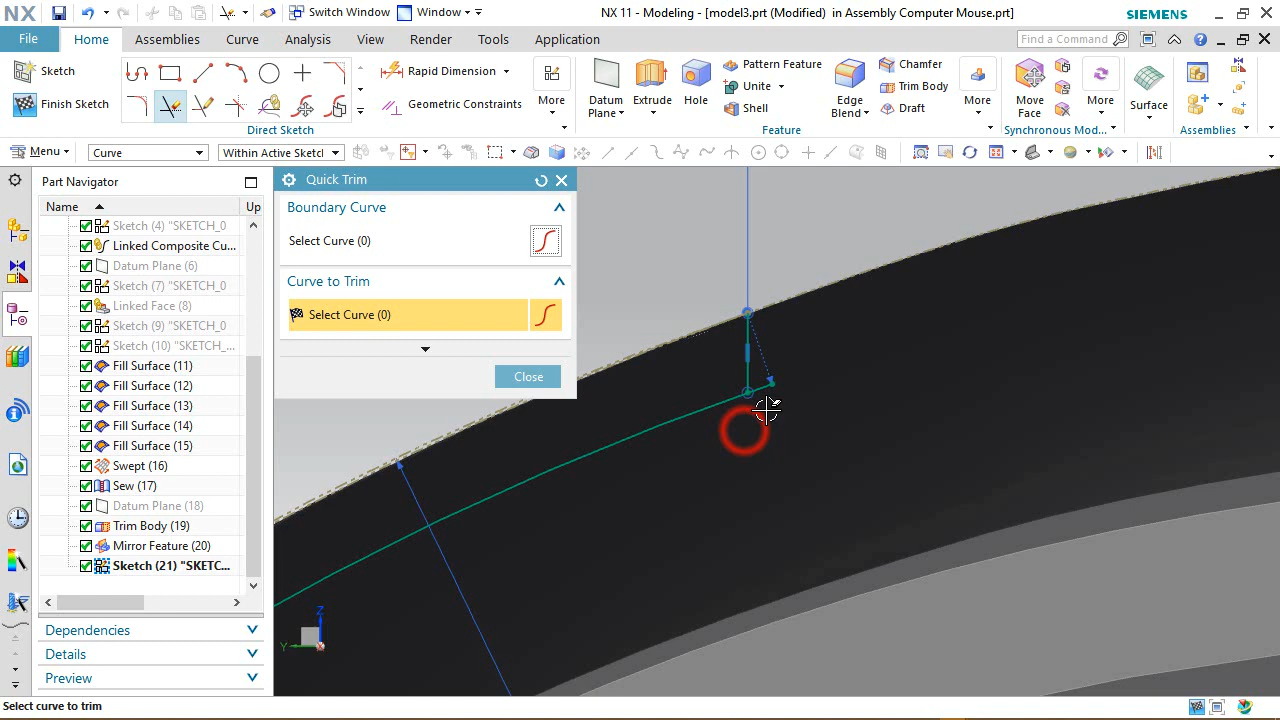 NX Switch Window Window NX 11 - Modeling - [model3.prt (Modified) in Assembly Computer Mouse.prt] SIEMENS
File Home Assemblies Curve Analysis View Render Tools Application Find a Command
Sketch Rapid Dimension Pattern Feature Chamfer
Unite Trim Body
Finish Sketch Geometric Constraints More Datum Plane Extrude Hole Shell Edge Blend Draft More Move Face More Surface
Direct Sketch Feature Synchronous Mod... Assemblies
Menu Curve Within Active Sketch
Part Navigator
Name Up
Sketch (4) "SKETCH_0
Linked Composite Cu...
Datum Plane (6)
Sketch (7) "SKETCH_0
Linked Face (8)
Sketch (9) "SKETCH_0
Sketch (10) "SKETCH_...
Fill Surface (11)
Fill Surface (12)
Fill Surface (13)
Fill Surface (14)
Fill Surface (15)
Swept (16)
Sew (17)
Datum Plane (18)
Trim Body (19)
Mirror Feature (20)
Sketch (21) "SKETC...
Dependencies
Details
Preview
Quick Trim
Boundary Curve
Select Curve (0)
Curve to Trim
Select Curve (0)
Close
Z
Y
Select curve to trim